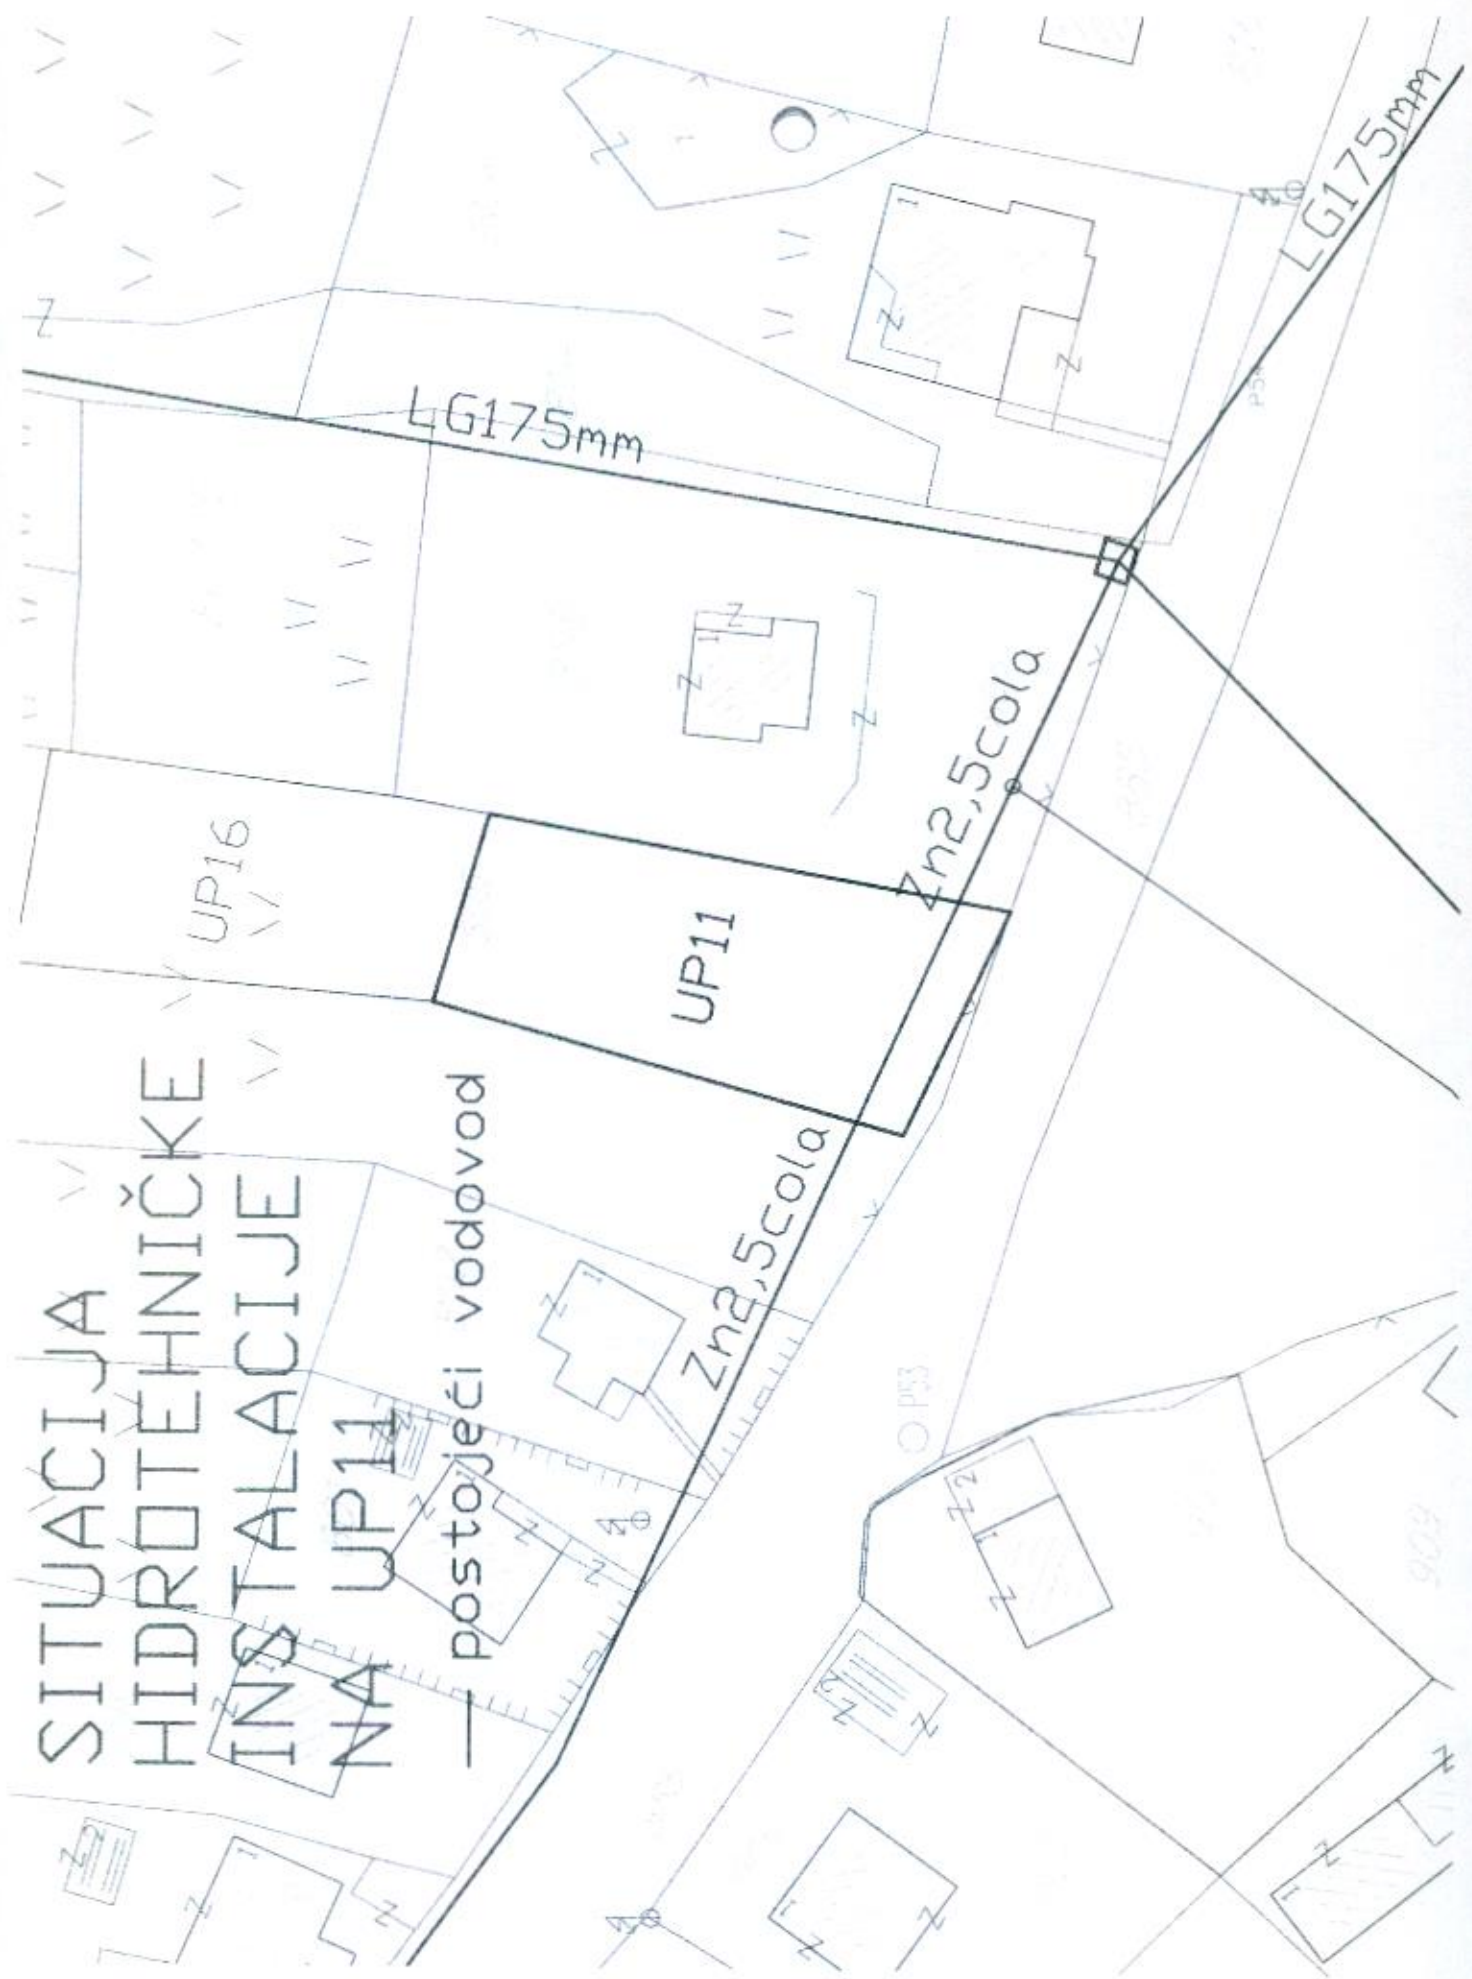 SITUACIJA
HIDROTEHNIČKE
INSTALACIJE
NA UP11
— postojeći vodovod
UP16
UP11
LG175mm
LG175mm
Zn2,5cola
Zn2,5cola
P53